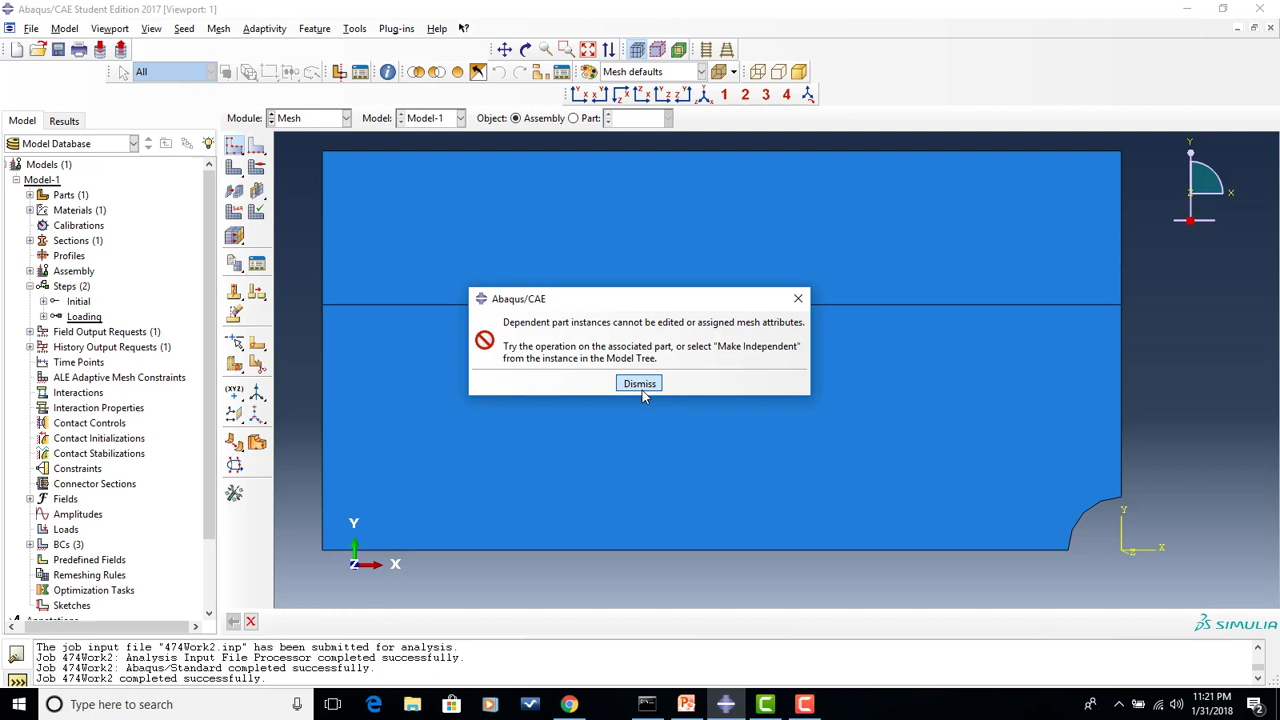 Abaqus/CAE Student Edition 2017 [Viewport: 1]
File Model Viewport View Seed Mesh Adaptivity Feature Tools Plug-ins Help
All
Mesh defaults
1 2 3 4
Model Results
Module: Mesh Model: Model-1 Object: Assembly Part:
Model Database
Models (1)
Model-1
Parts (1)
Materials (1)
Calibrations
Sections (1)
Profiles
Assembly
Steps (2)
Initial
Loading
Field Output Requests (1)
History Output Requests (1)
Time Points
ALE Adaptive Mesh Constraints
Interactions
Interaction Properties
Contact Controls
Contact Initializations
Contact Stabilizations
Constraints
Connector Sections
Fields
Amplitudes
Loads
BCs (3)
Predefined Fields
Remeshing Rules
Optimization Tasks
Sketches
Abaqus/CAE
Dependent part instances cannot be edited or assigned mesh attributes.
Try the operation on the associated part, or select "Make Independent"
from the instance in the Model Tree.
Dismiss
Y
X
Y
Z X
Y
Z X
SIMULIA
The job input file "474Work2.inp" has been submitted for analysis.
Job 474Work2: Analysis Input File Processor completed successfully.
Job 474Work2: Abaqus/Standard completed successfully.
Job 474Work2 completed successfully.
>>>
Type here to search
11:21 PM
1/31/2018